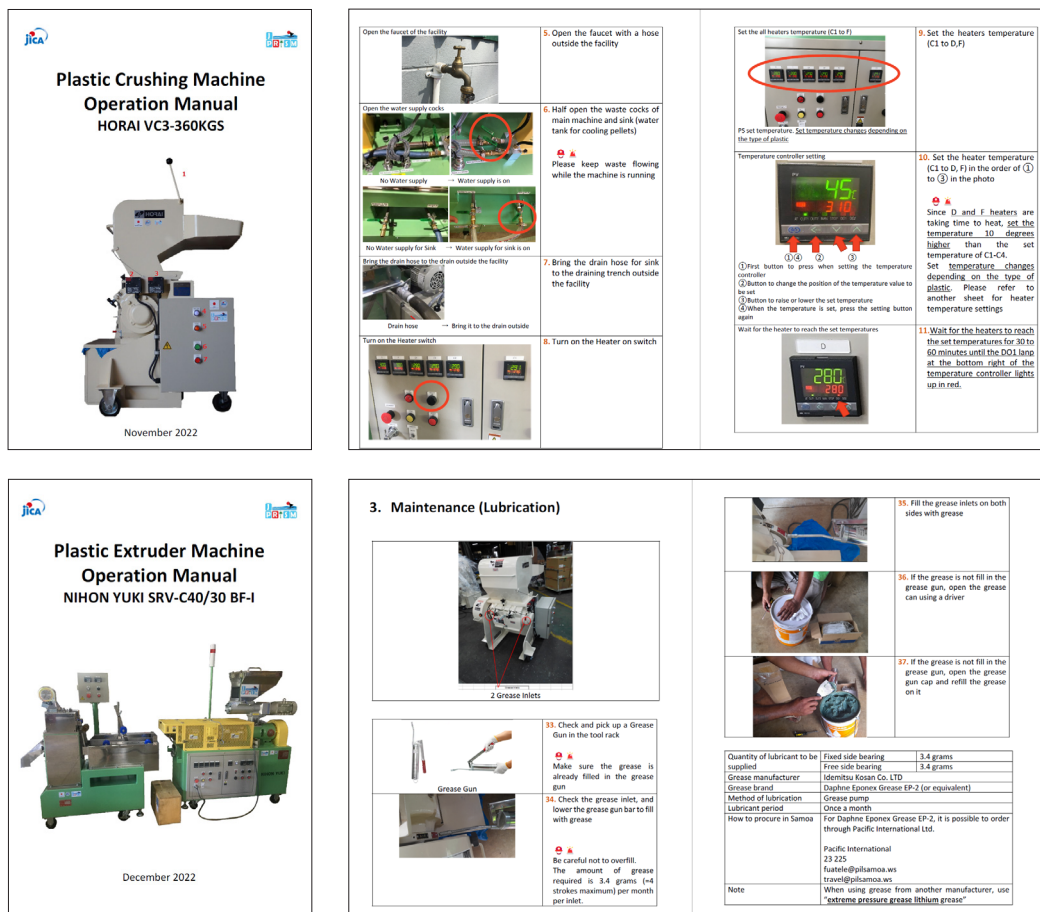 JICA
J PRISM
Plastic Crushing Machine
Operation Manual
HORAI VC3-360KGS
1
HORAI
November 2022
Open the faucet of the facility
5. Open the faucet with a hose
outside the facility
Open the water supply cocks
No Water supply → Water supply is on
No Water supply for Sink → Water supply for sink is on
6. Half open the waste cocks of
main machine and sink (water
tank for cooling pellets)
Please keep waste flowing
while the machine is running
Bring the drain hose to the drain outside the facility
Drain hose → Bring it to the drain outside
7. Bring the drain hose for sink
to the draining trench outside
the facility
Turn on the Heater switch
8. Turn on the Heater on switch
Set the all heaters temperature (C1 to F)
PS set temperature. Set temperature changes depending on
the type of plastic
9. Set the heaters temperature
(C1 to D,F)
Temperature controller setting
PV
45
310
①④ ② ③
①First button to press when setting the temperature
controller
②Button to change the position of the temperature value to
be set
③Button to raise or lower the set temperature
④When the temperature is set, press the setting button
again
10. Set the heater temperature
(C1 to D, F) in the order of ①
to ③ in the photo
Since D and F heaters are
taking time to heat, set the
temperature 10 degrees
higher than the set
temperature of C1-C4.
Set temperature changes
depending on the type of
plastic. Please refer to
another sheet for heater
temperature settings
Wait for the heater to reach the set temperatures
D
280
280
11.Wait for the heaters to reach
the set temperatures for 30 to
60 minutes until the DO1 lanp
at the bottom right of the
temperature controller lights
up in red.
JICA
J PRISM
Plastic Extruder Machine
Operation Manual
NIHON YUKI SRV-C40/30 BF-I
December 2022
3. Maintenance (Lubrication)
2 Grease Inlets
Grease Gun
33. Check and pick up a Grease
Gun in the tool rack
Make sure the grease is
already filled in the grease
gun
34. Check the grease inlet, and
lower the grease gun bar to fill
with grease
Be careful not to overfill.
The amount of grease
required is 3.4 grams (=4
strokes maximum) per month
per inlet.
35. Fill the grease inlets on both
sides with grease
36. If the grease is not fill in the
grease gun, open the grease
can using a driver
37. If the grease is not fill in the
grease gun, open the grease
gun cap and refill the grease
on it
Quantity of lubricant to be supplied
Fixed side bearing 3.4 grams
Free side bearing 3.4 grams
Grease manufacturer Idemitsu Kosan Co. LTD
Grease brand Daphne Eponex Grease EP-2 (or equivalent)
Method of lubrication Grease pump
Lubricant period Once a month
How to procure in Samoa For Daphne Eponex Grease EP-2, it is possible to order
through Pacific International Ltd.
Pacific International
23 225
fuatele@pilsamoa.ws
travel@pilsamoa.ws
Note When using grease from another manufacturer, use
"extreme pressure grease lithium grease"